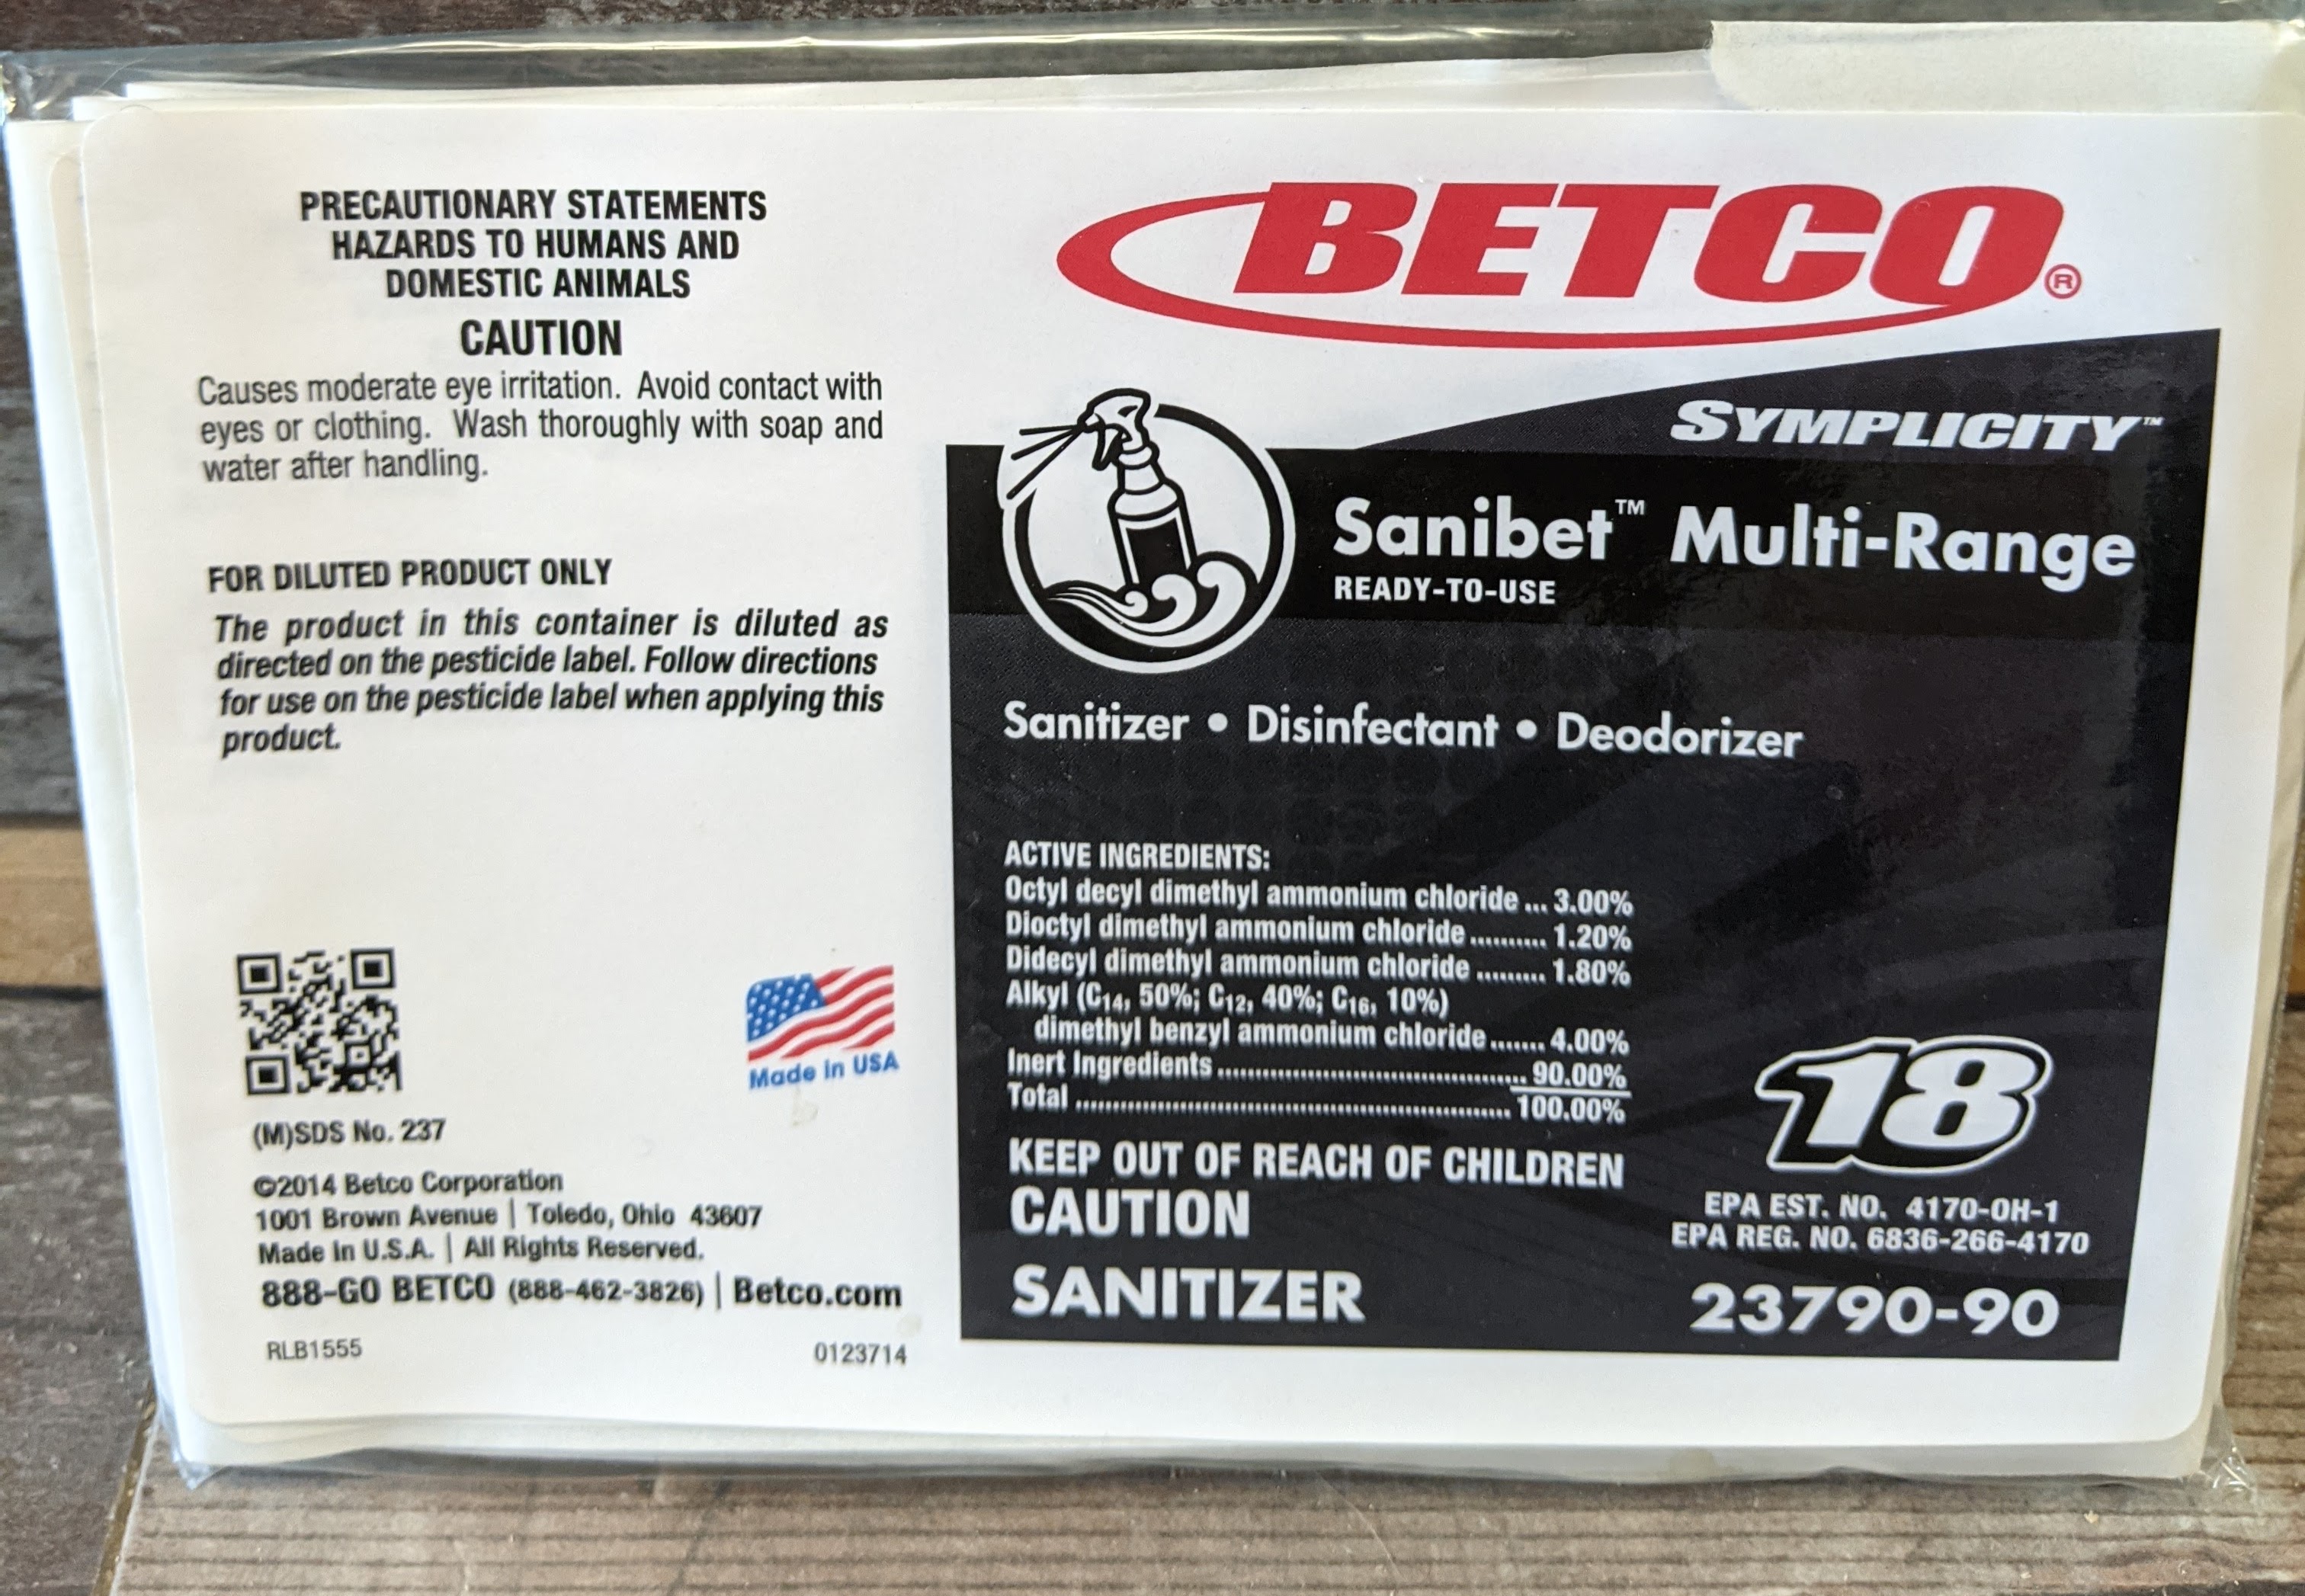 PRECAUTIONARY STATEMENTS
HAZARDS TO HUMANS AND
DOMESTIC ANIMALS
CAUTION
Causes moderate eye irritation. Avoid contact with
eyes or clothing. Wash thoroughly with soap and
water after handling.
FOR DILUTED PRODUCT ONLY
The product in this container is diluted as
directed on the pesticide label. Follow directions
for use on the pesticide label when applying this
product.
Made in USA
(M)SDS No. 237
©2014 Betco Corporation
1001 Brown Avenue | Toledo, Ohio 43607
Made in U.S.A. | All Rights Reserved.
888-GO BETCO (888-462-3826) | Betco.com
RLB1555 0123714
BETCO®
SYMPLICITY™
Sanibet™ Multi-Range
READY-TO-USE
Sanitizer • Disinfectant • Deodorizer
ACTIVE INGREDIENTS:
Octyl decyl dimethyl ammonium chloride ... 3.00%
Dioctyl dimethyl ammonium chloride .......... 1.20%
Didecyl dimethyl ammonium chloride ......... 1.80%
Alkyl (C14, 50%; C12, 40%; C16, 10%)
dimethyl benzyl ammonium chloride ....... 4.00%
Inert Ingredients .......................................... 90.00%
Total ........................................................... 100.00%
KEEP OUT OF REACH OF CHILDREN
CAUTION
SANITIZER
18
EPA EST. NO. 4170-OH-1
EPA REG. NO. 6836-266-4170
23790-90